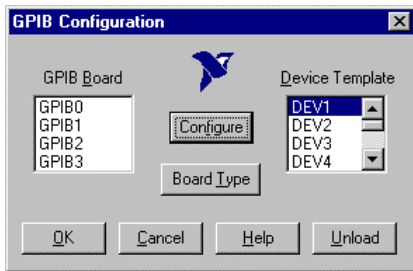 GPIB Configuration
GPIB Board
Device Template
GPIB0
GPIB1
GPIB2
GPIB3
Configure
Board Type
DEV1
DEV2
DEV3
DEV4
OK
Cancel
Help
Unload